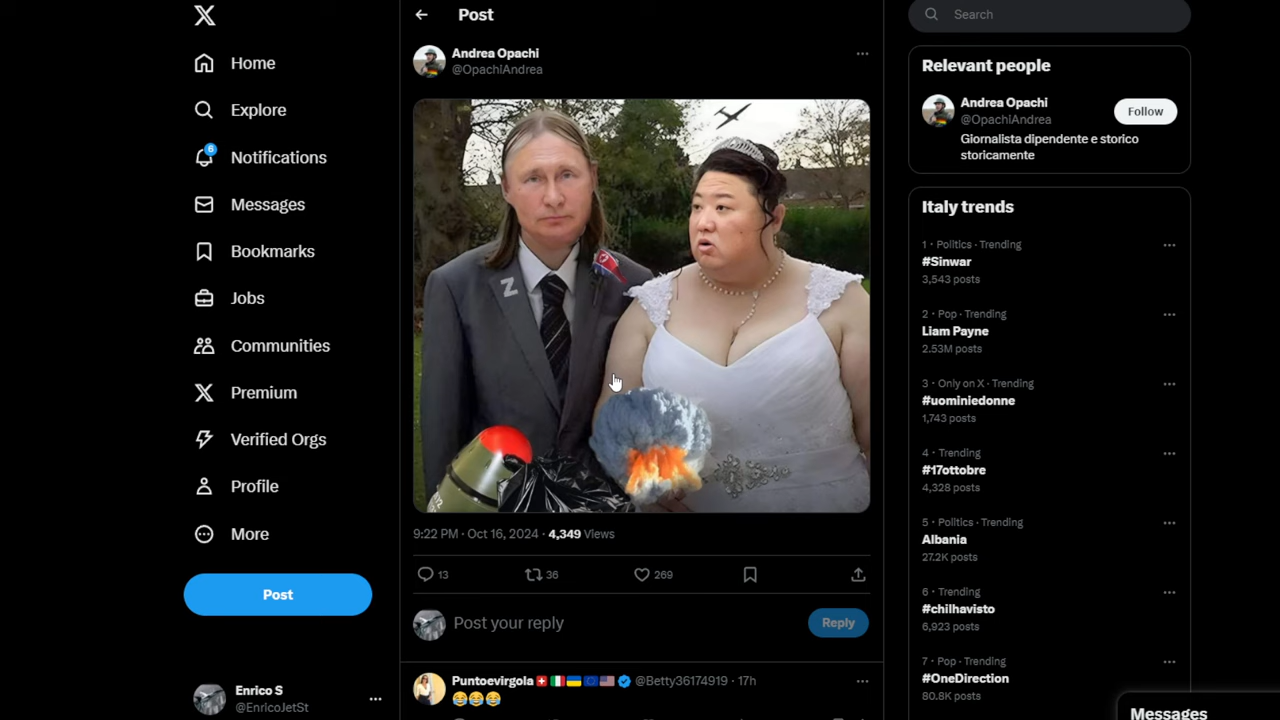 Home
Explore
6
Notifications
Messages
Bookmarks
Jobs
Communities
Premium
Verified Orgs
Profile
More
Post
Enrico S
@EnricoJetSt
Post
Andrea Opachi
@OpachiAndrea
Z
9:22 PM · Oct 16, 2024 · 4,349 Views
13
36
269
Post your reply
Reply
Puntoevirgola @Betty36174919 · 17h
😂😂😂
Search
Relevant people
Andrea Opachi
@OpachiAndrea
Follow
Giornalista dipendente e storico
storicamente
Italy trends
1 · Politics · Trending
#Sinwar
3,543 posts
2 · Pop · Trending
Liam Payne
2.53M posts
3 · Only on X · Trending
#uominiedonne
1,743 posts
4 · Trending
#17ottobre
4,328 posts
5 · Politics · Trending
Albania
27.2K posts
6 · Trending
#chilhavisto
6,923 posts
7 · Pop · Trending
#OneDirection
80.8K posts
Messages